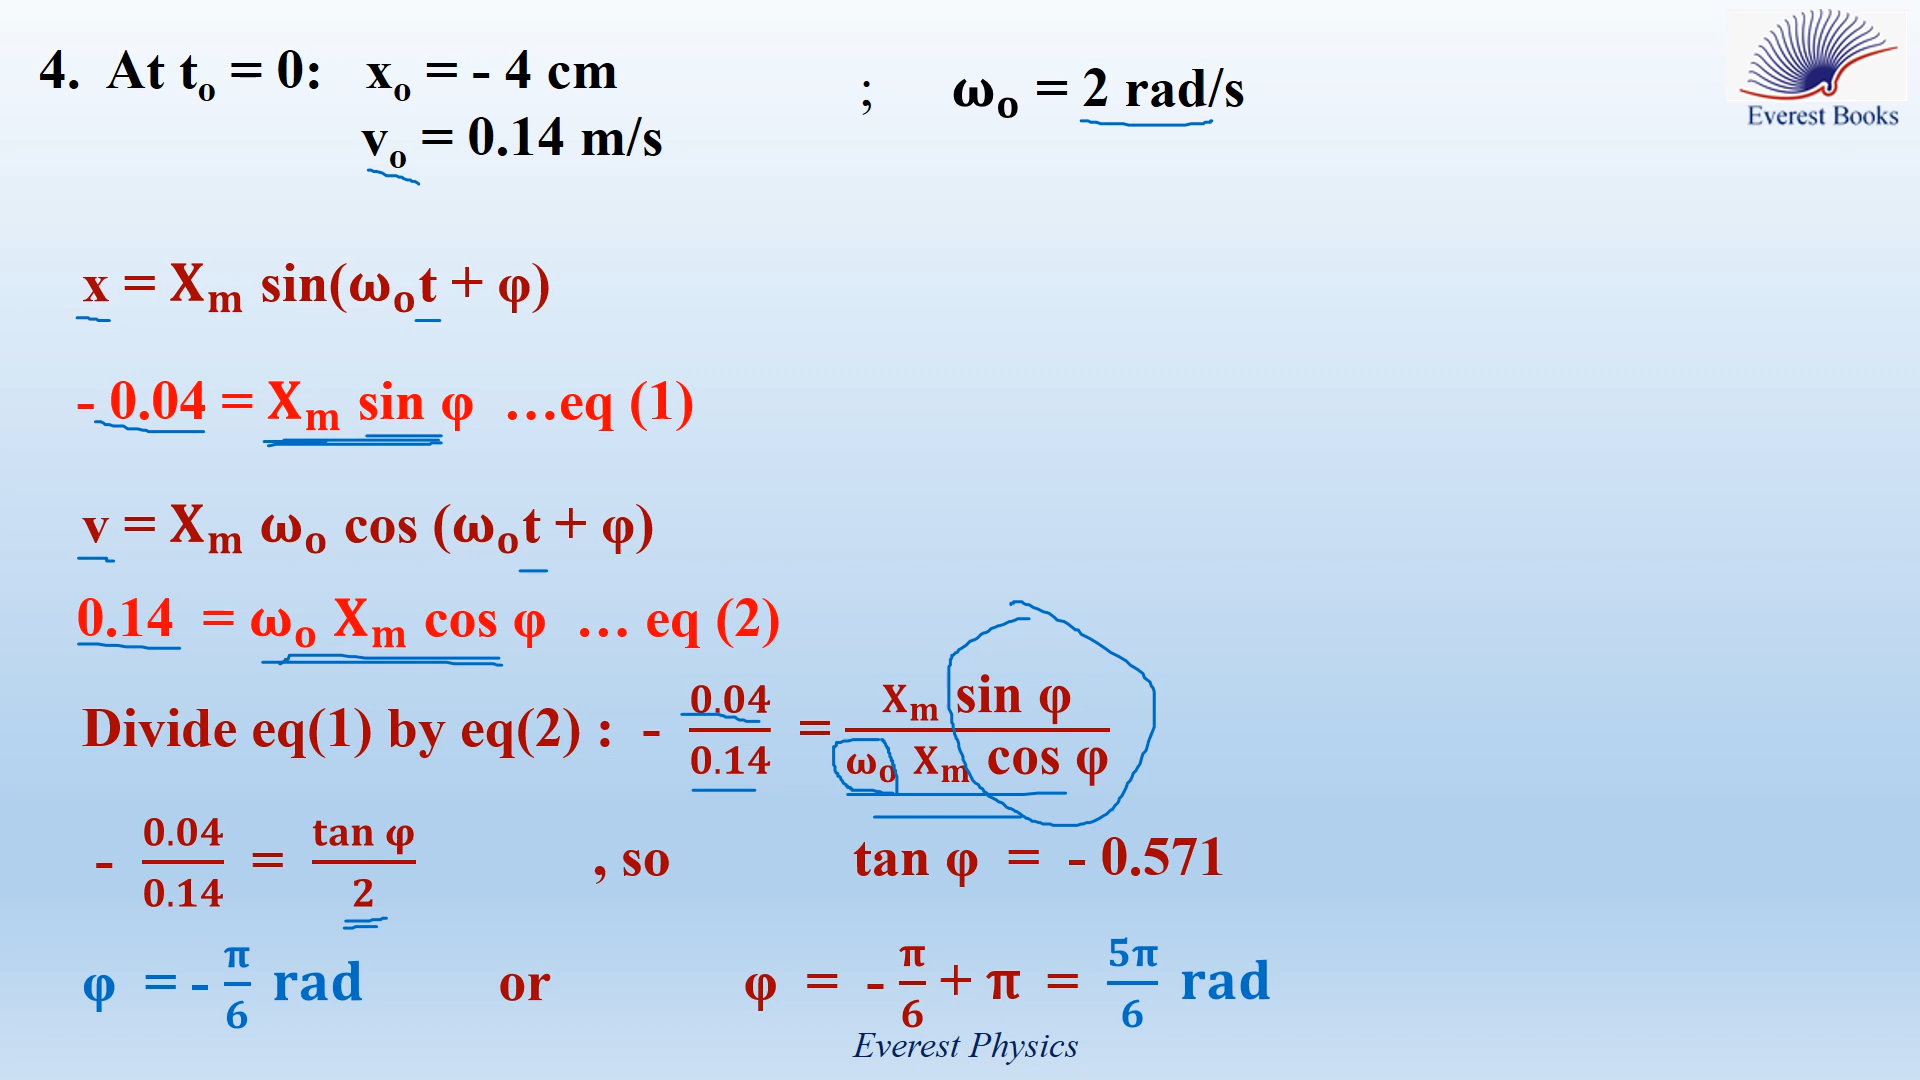 4. At tₒ = 0: xₒ = - 4 cm ; ωₒ = 2 rad/s
vₒ = 0.14 m/s
Everest Books
x = Xₘ sin(ωₒt + φ)
- 0.04 = Xₘ sin φ …eq (1)
v = Xₘ ωₒ cos (ωₒt + φ)
0.14 = ωₒ Xₘ cos φ … eq (2)
Divide eq(1) by eq(2) : - 0.04/0.14 = Xₘ sin φ/ωₒ Xₘ cos φ
- 0.04/0.14 = tan φ/2 , so tan φ = - 0.571
φ = - π/6 rad or φ = - π/6 + π = 5π/6 rad
Everest Physics